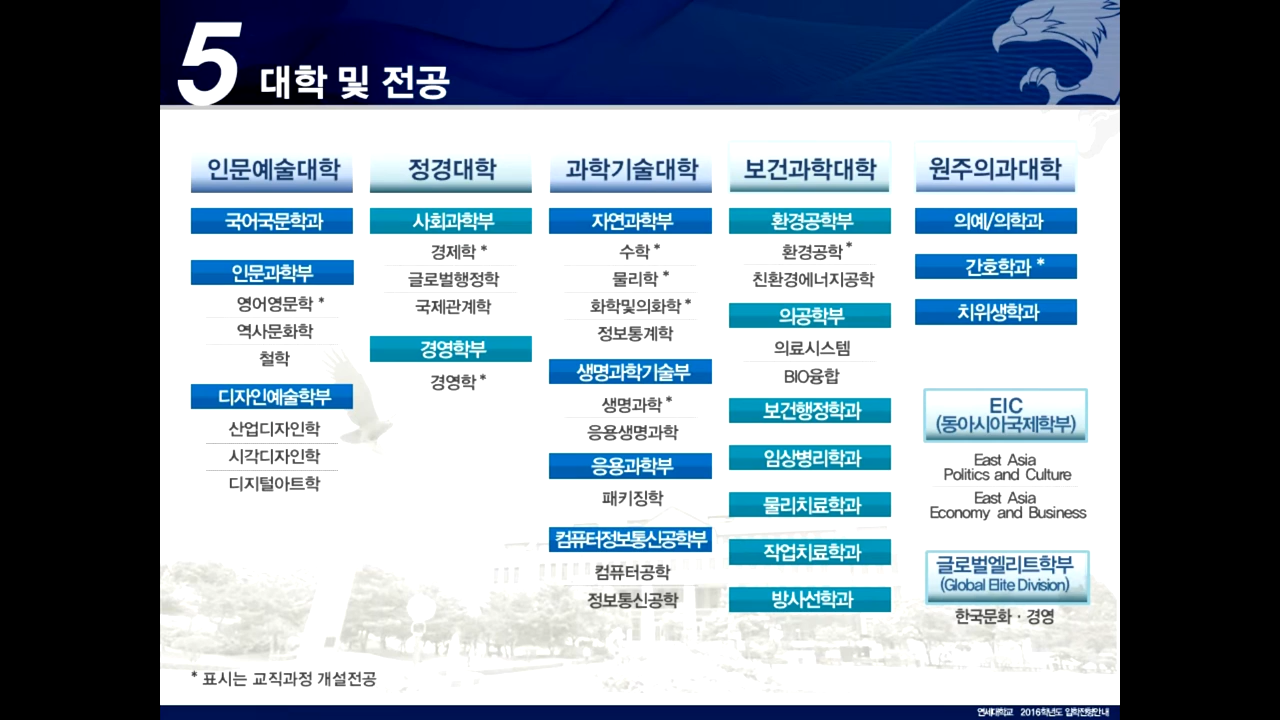 5 대학 및 전공
인문예술대학
국어국문학과
인문과학부
영어영문학 *
역사문화학
철학
디자인예술학부
산업디자인학
시각디자인학
디지털아트학
정경대학
사회과학부
경제학 *
글로벌행정학
국제관계학
경영학부
경영학 *
과학기술대학
자연과학부
수학 *
물리학 *
화학및의화학 *
정보통계학
생명과학기술부
생명과학 *
응용생명과학
응용과학부
패키징학
컴퓨터정보통신공학부
컴퓨터공학
정보통신공학
보건과학대학
환경공학부
환경공학 *
친환경에너지공학
의공학부
의료시스템
BIO융합
보건행정학과
임상병리학과
물리치료학과
작업치료학과
방사선학과
원주의과대학
의예/의학과
간호학과 *
치위생학과
EIC
(동아시아국제학부)
East Asia
Politics and Culture
East Asia
Economy and Business
글로벌엘리트학부
(Global Elite Division)
한국문화 · 경영
* 표시는 교직과정 개설전공
연세대학교 2016학년도 입학전형안내